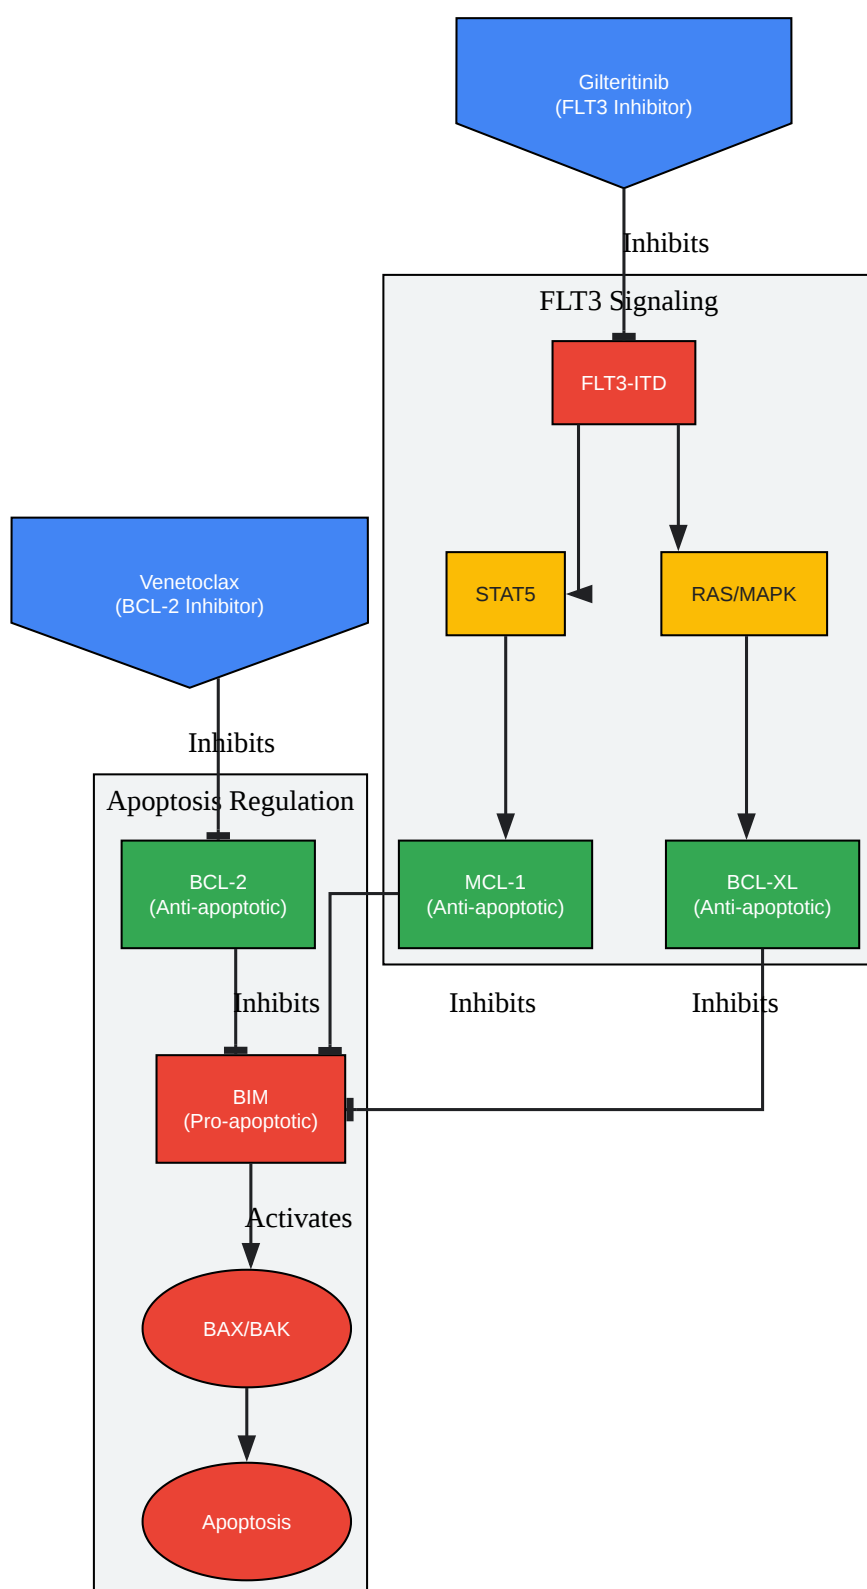 Gilteritinib
(FLT3 Inhibitor)
Inhibits
FLT3 Signaling
FLT3-ITD
Venetoclax
(BCL-2 Inhibitor)
STAT5
RAS/MAPK
Inhibits
Apoptosis Regulation
BCL-2
(Anti-apoptotic)
MCL-1
(Anti-apoptotic)
BCL-XL
(Anti-apoptotic)
Inhibits
Inhibits
Inhibits
BIM
(Pro-apoptotic)
Activates
BAX/BAK
Apoptosis